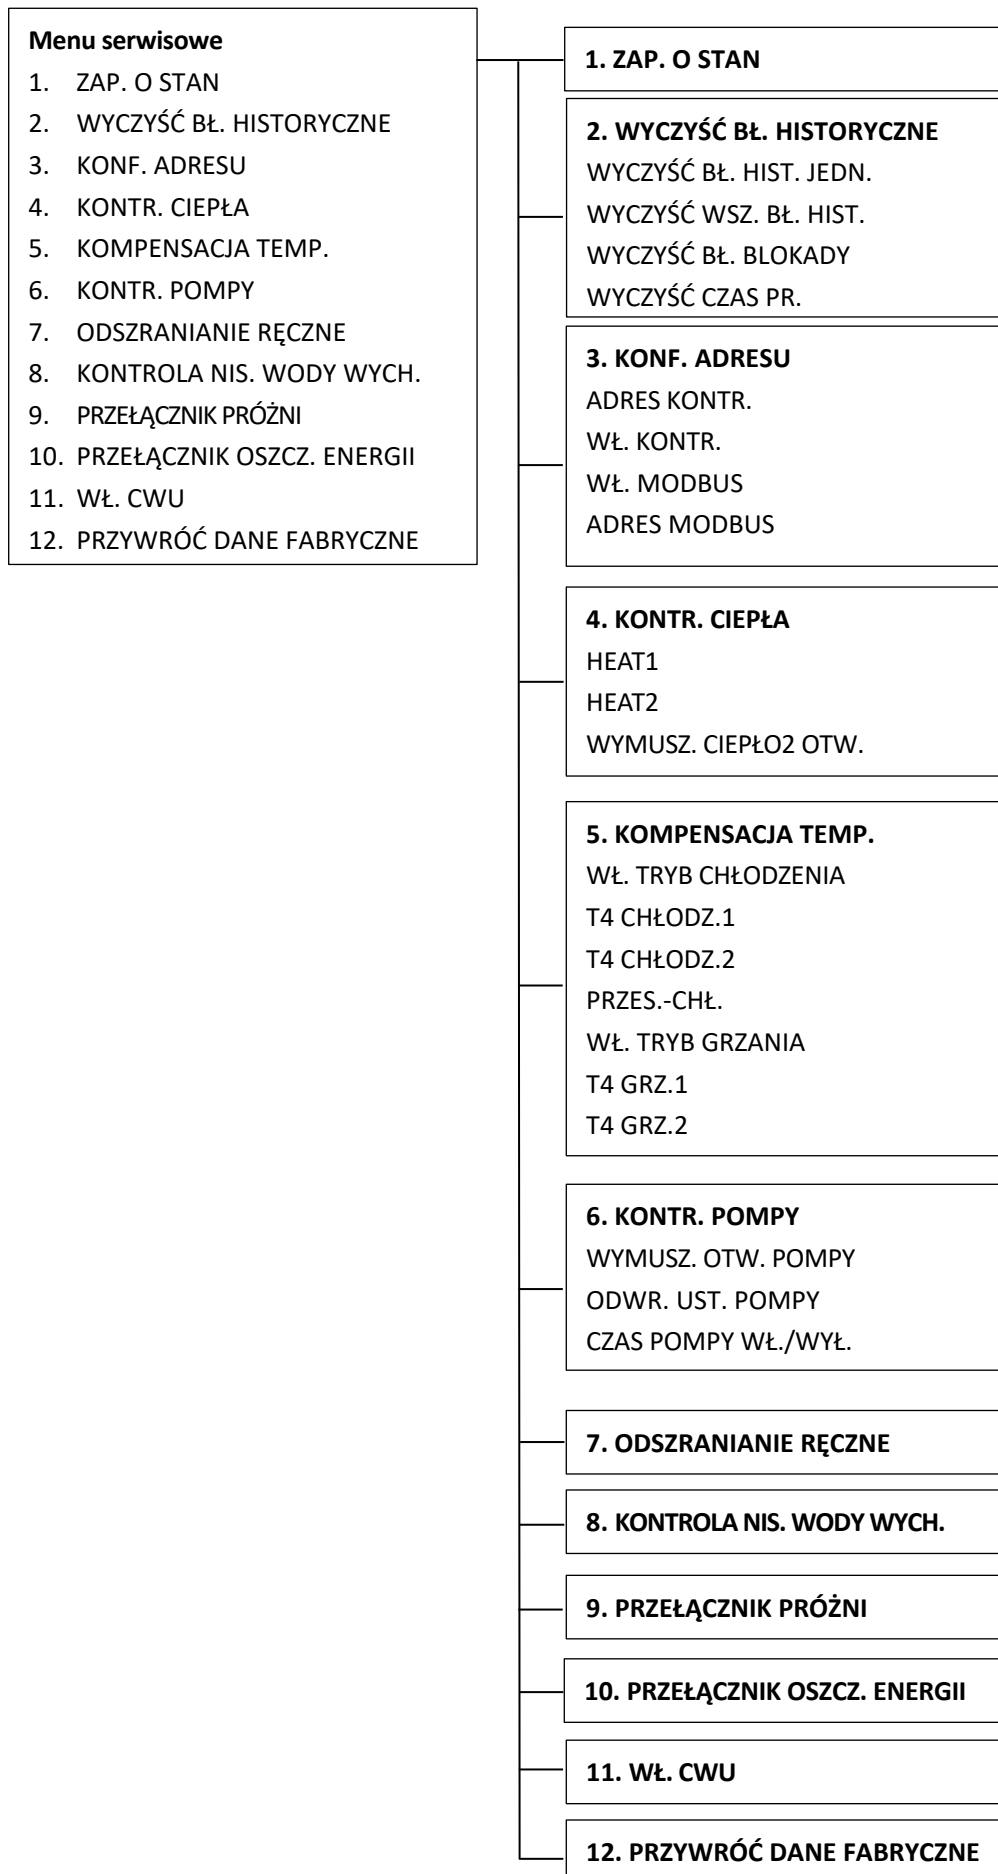 Menu serwisowe
1. ZAP. O STAN
2. WYCZYŚĆ BŁ. HISTORYCZNE
3. KONF. ADRESU
4. KONTR. CIEPŁA
5. KOMPENSACJA TEMP.
6. KONTR. POMPY
7. ODSZRANIANIE RĘCZNE
8. KONTROLA NIS. WODY WYCH.
9. PRZEŁĄCZNIK PRÓŻNI
10. PRZEŁĄCZNIK OSZCZ. ENERGII
11. WŁ. CWU
12. PRZYWRÓĆ DANE FABRYCZNE
1. ZAP. O STAN
2. WYCZYŚĆ BŁ. HISTORYCZNE
WYCZYŚĆ BŁ. HIST. JEDN.
WYCZYŚĆ WSZ. BŁ. HIST.
WYCZYŚĆ BŁ. BLOKADY
WYCZYŚĆ CZAS PR.
3. KONF. ADRESU
ADRES KONTR.
WŁ. KONTR.
WŁ. MODBUS
ADRES MODBUS
4. KONTR. CIEPŁA
HEAT1
HEAT2
WYMUSZ. CIEPŁO2 OTW.
5. KOMPENSACJA TEMP.
WŁ. TRYB CHŁODZENIA
T4 CHŁODZ.1
T4 CHŁODZ.2
PRZES.-CHŁ.
WŁ. TRYB GRZANIA
T4 GRZ.1
T4 GRZ.2
6. KONTR. POMPY
WYMUSZ. OTW. POMPY
ODWR. UST. POMPY
CZAS POMPY WŁ./WYŁ.
7. ODSZRANIANIE RĘCZNE
8. KONTROLA NIS. WODY WYCH.
9. PRZEŁĄCZNIK PRÓŻNI
10. PRZEŁĄCZNIK OSZCZ. ENERGII
11. WŁ. CWU
12. PRZYWRÓĆ DANE FABRYCZNE